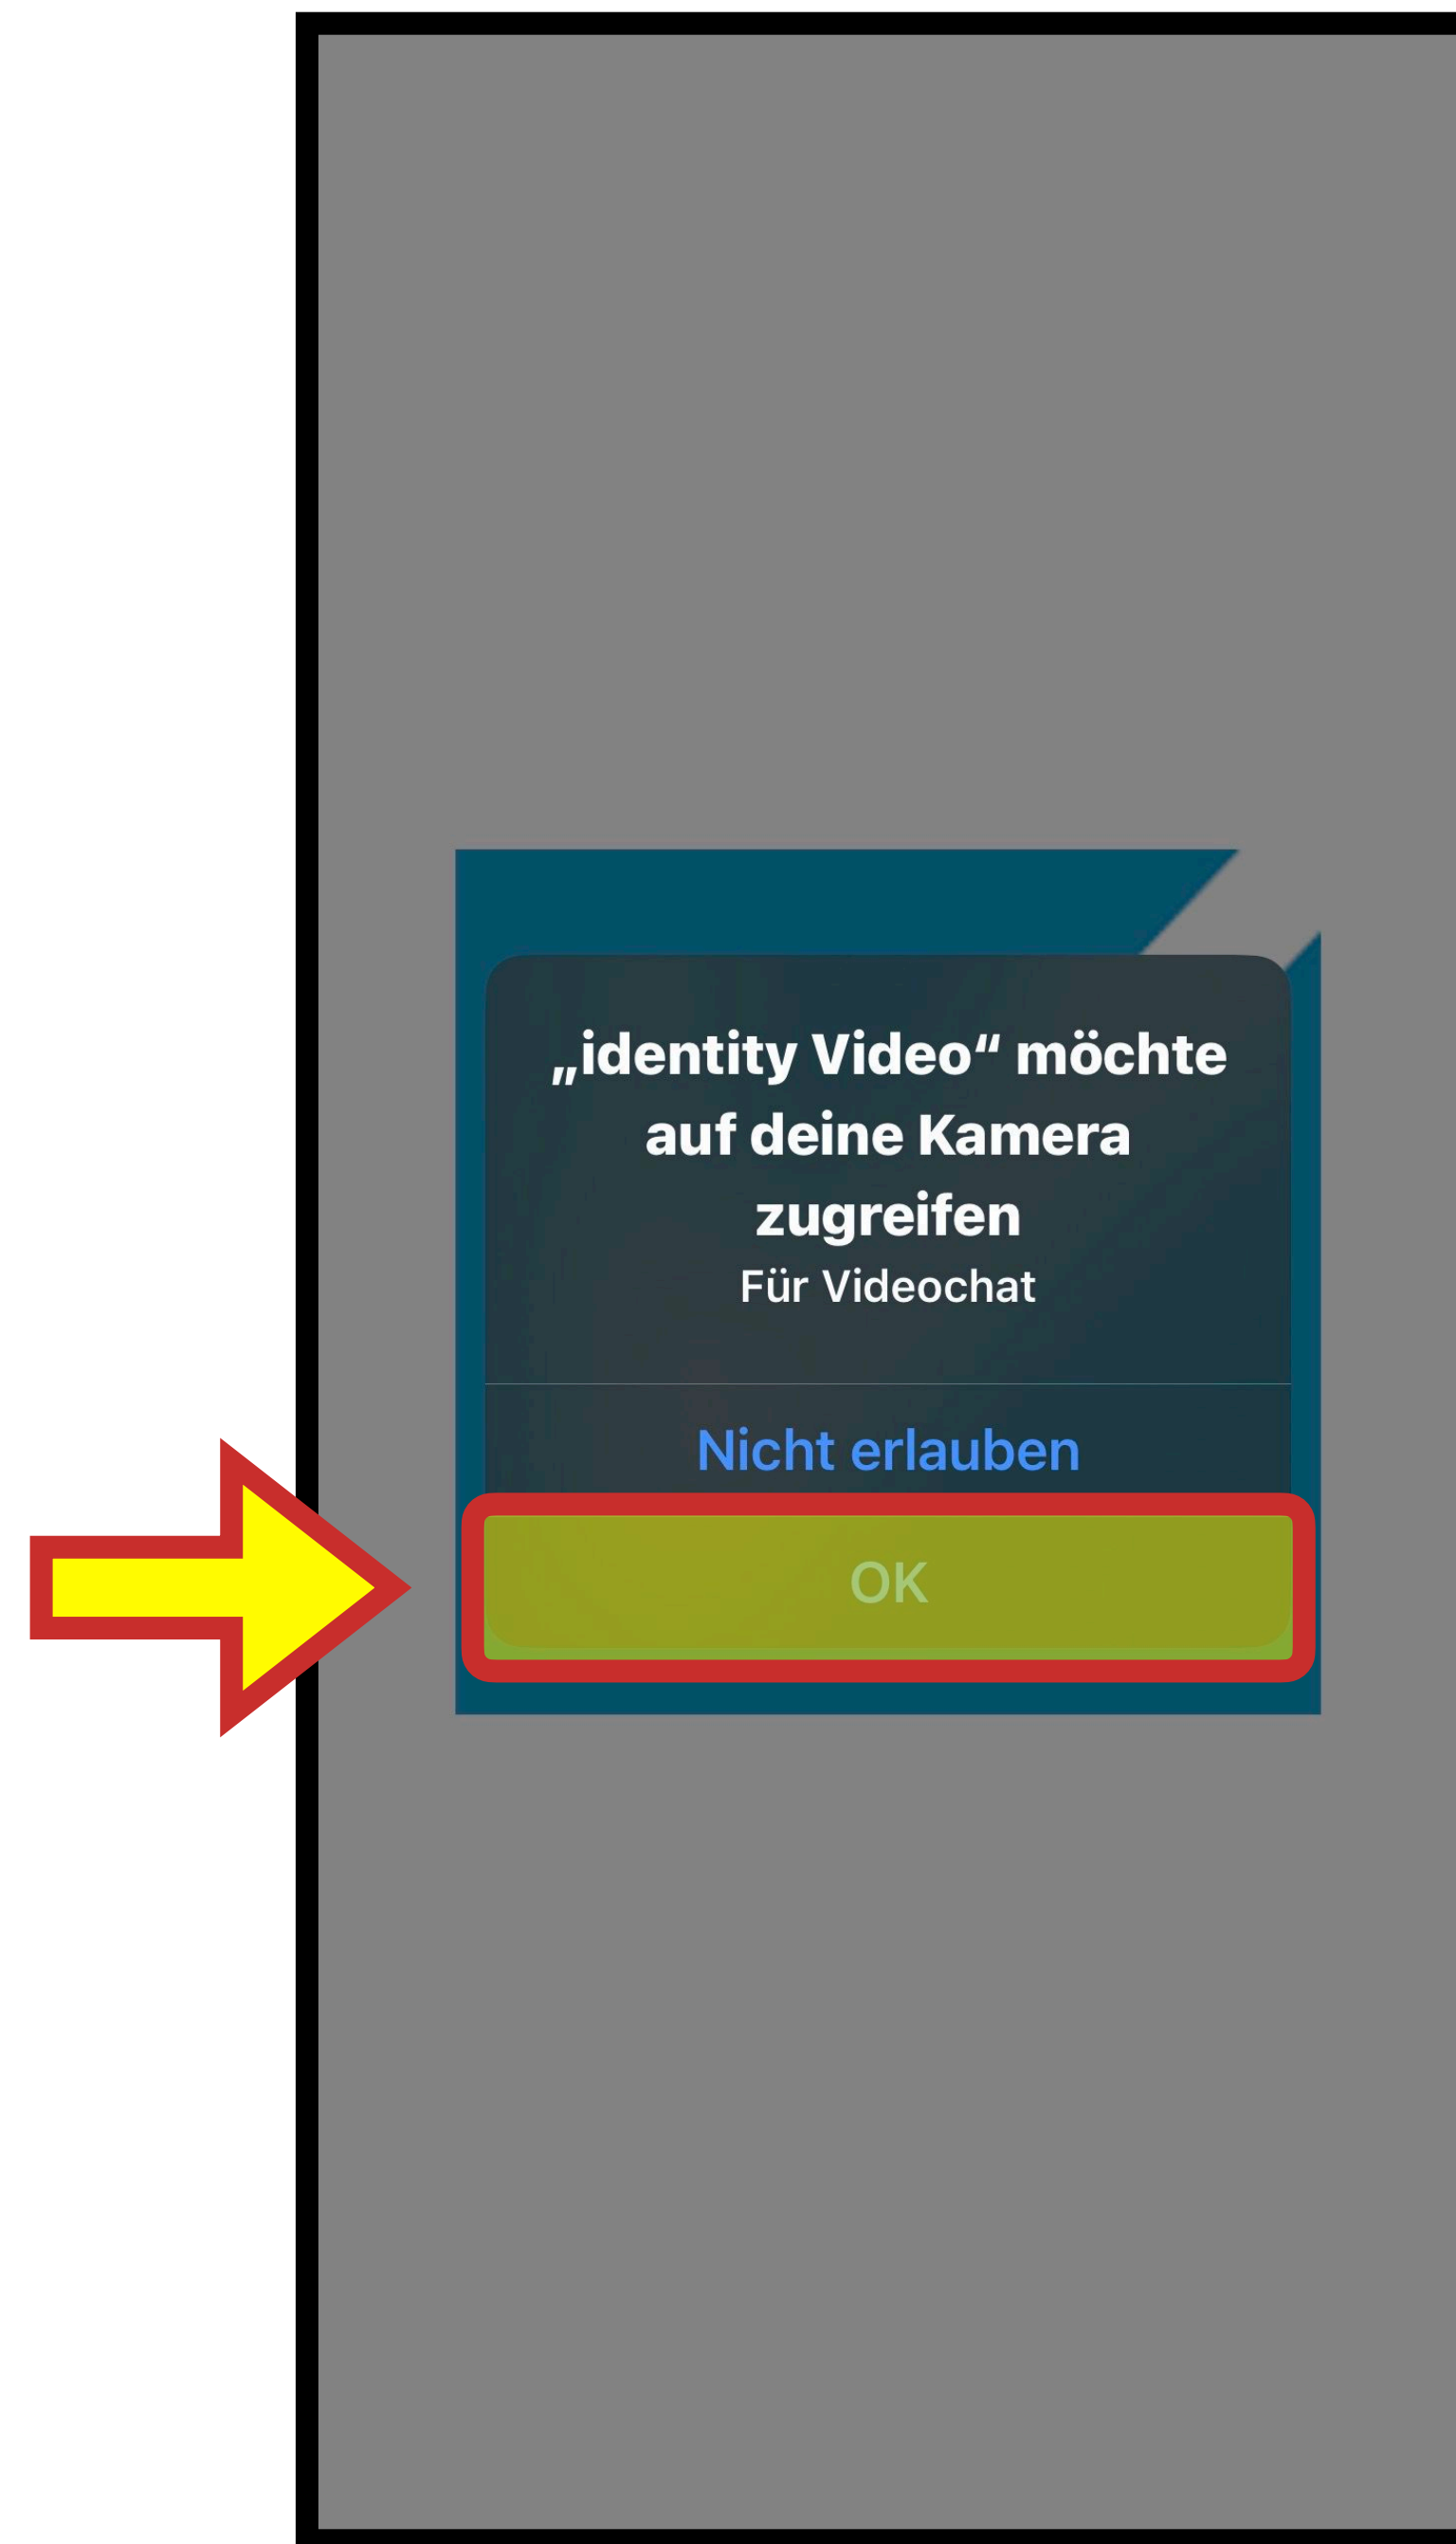 „identity Video“ möchte
auf deine Kamera
zugreifen
Für Videochat
Nicht erlauben
OK